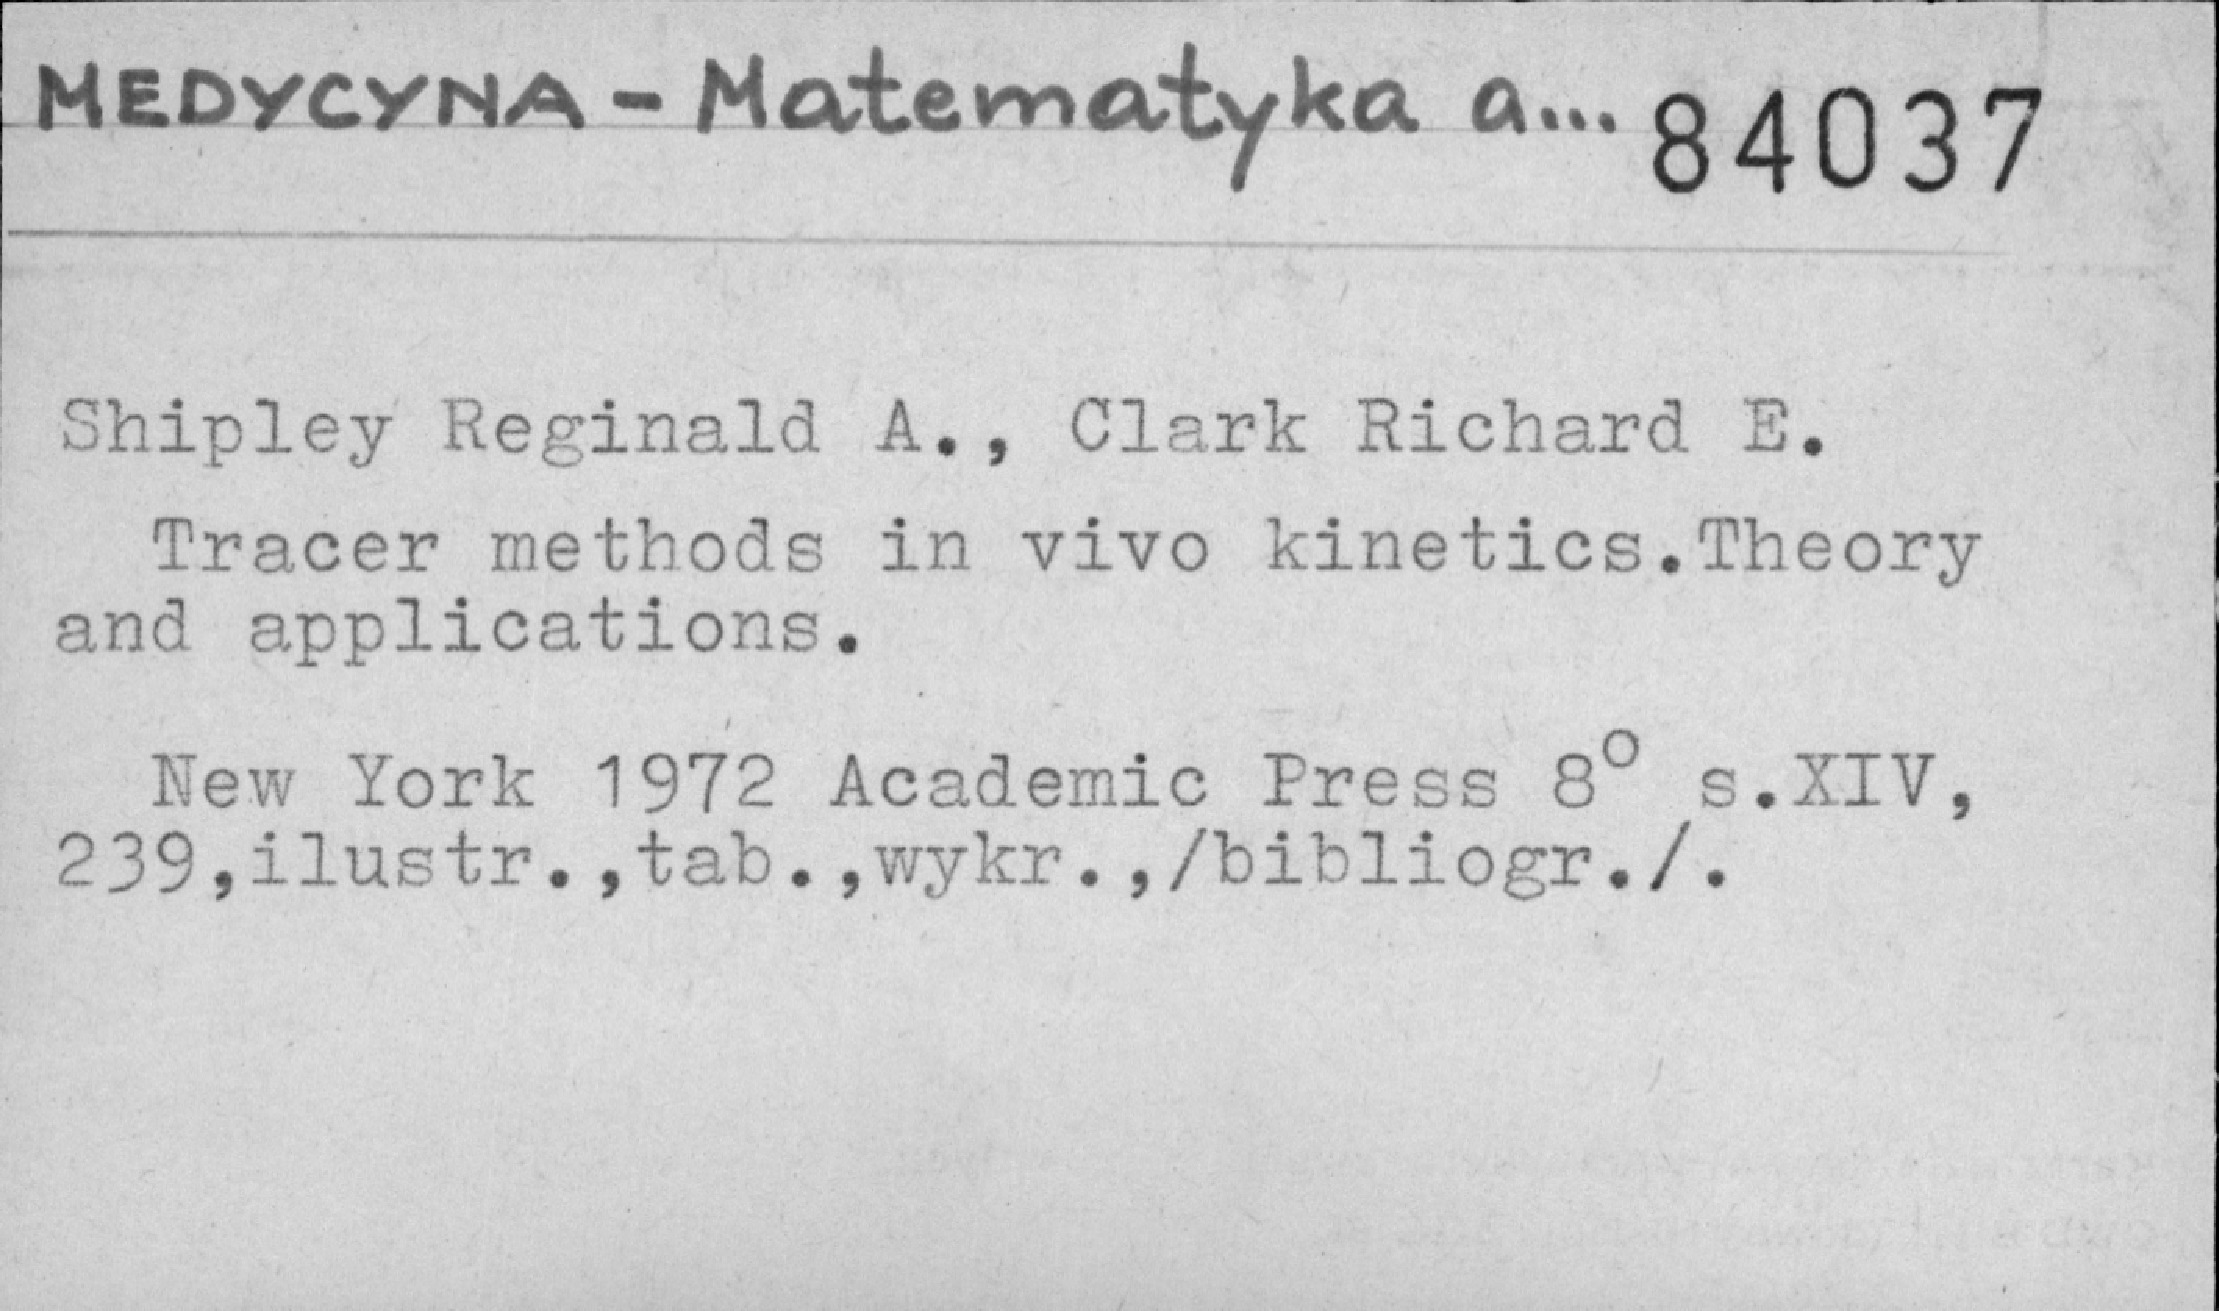 MEDYCYNA - Matematyka a... 84037
Shipley Reginald A., Clark Richard E.
Tracer methods in vivo kinetics.Theory
and applications.
New York 1972 Academic Press 8° s.XIV,
239,ilustr.,tab.,wykr.,/bibliogr./.